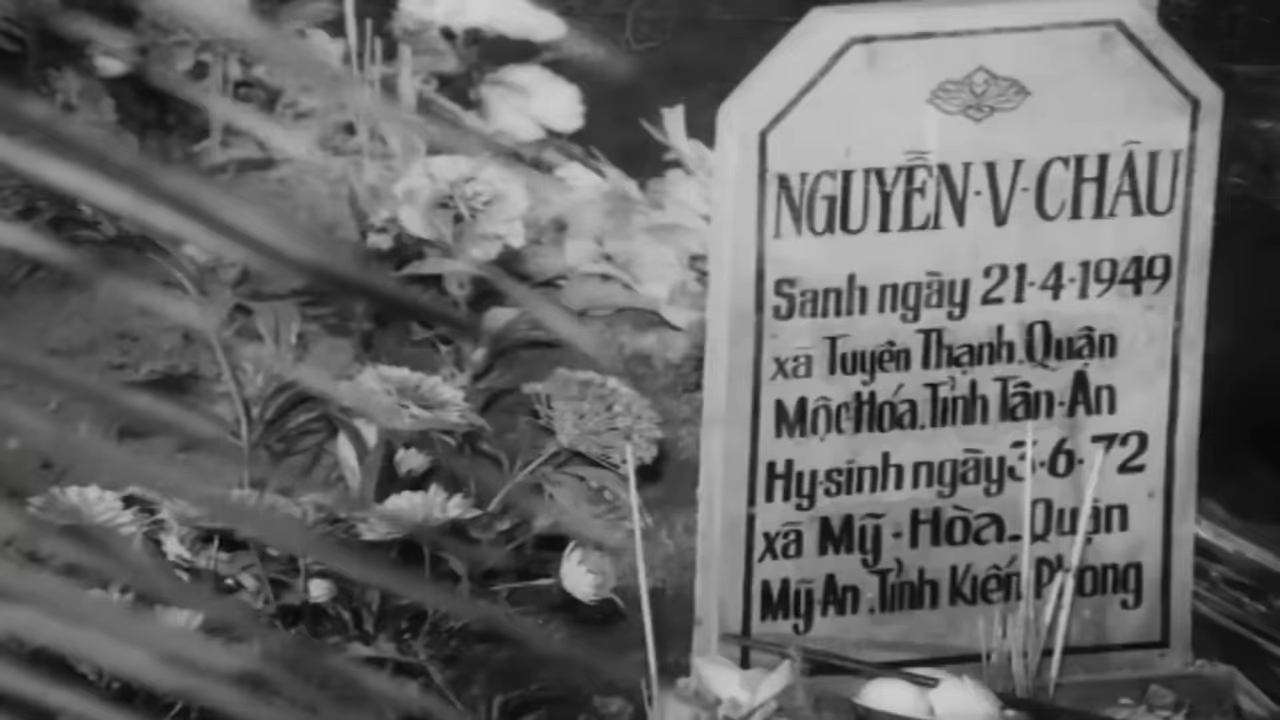 NGUYỄN·V·CHÂU
Sanh ngày 21·4·1949
xã Tuyên Thạnh.Quận
Mộc Hóa.Tỉnh Tân-An
Hy·sinh ngày 3·6·72
xã Mỹ-Hòa.Quận
Mỹ An.Tỉnh Kiến Phong